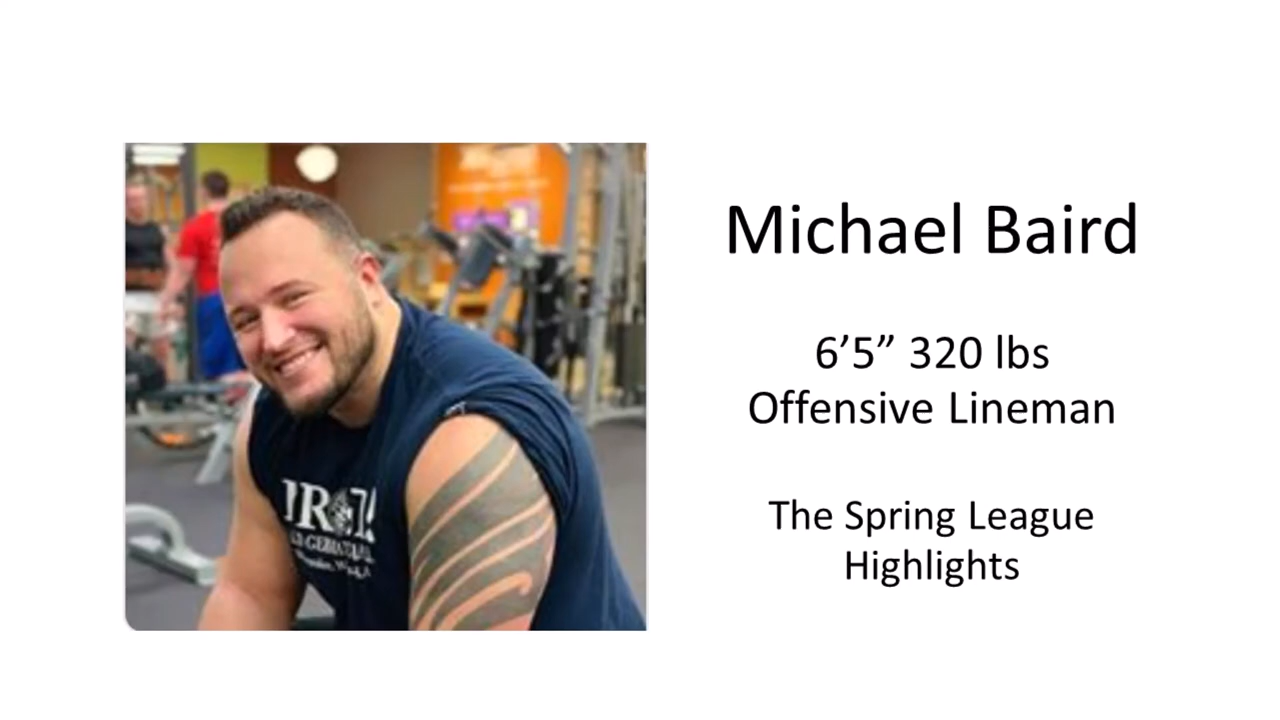 Michael Baird
6’5” 320 lbs
Offensive Lineman
The Spring League
Highlights